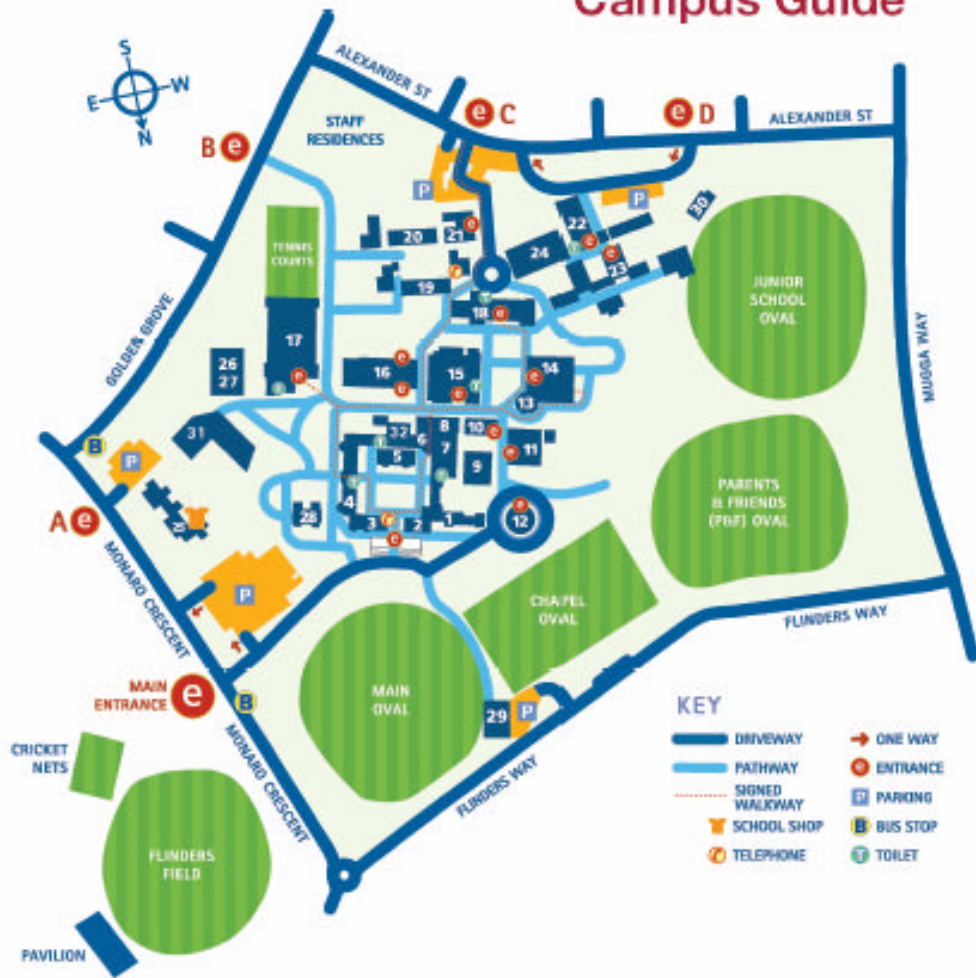 Campus Guide
S
E
W
N
ALEXANDER ST
e C
e D
ALEXANDER ST
B e
STAFF
RESIDENCES
P
P
30
22
20
21
e
T
e
24
e
TENNIS
COURTS
23
19
JUNIOR
SCHOOL
OVAL
T
18
e
GOLDEN GROVE
MUGGA WAY
17
26
27
16
e
e
15
T
e
14
e
13
e
T
31
32
8
10
e
6
T
5
7
11
e
9
B
P
T
T
4
PARENTS
& FRIENDS
(P&F) OVAL
A e
25
28
3
2
1
e
12
e
MONARO CRESCENT
P
CHAPEL
OVAL
FLINDERS WAY
MAIN
ENTRANCE
e
B
MAIN
OVAL
29
P
CRICKET
NETS
MONARO CRESCENT
FLINDERS WAY
FLINDERS
FIELD
PAVILION
KEY
DRIVEWAY
ONE WAY
PATHWAY
e ENTRANCE
SIGNED
WALKWAY
P PARKING
SCHOOL SHOP
B BUS STOP
TELEPHONE
T TOILET